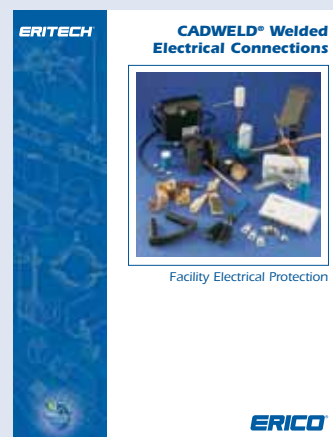 ERITECH®
CADWELD® Welded
Electrical Connections
Facility Electrical Protection
ERICO®